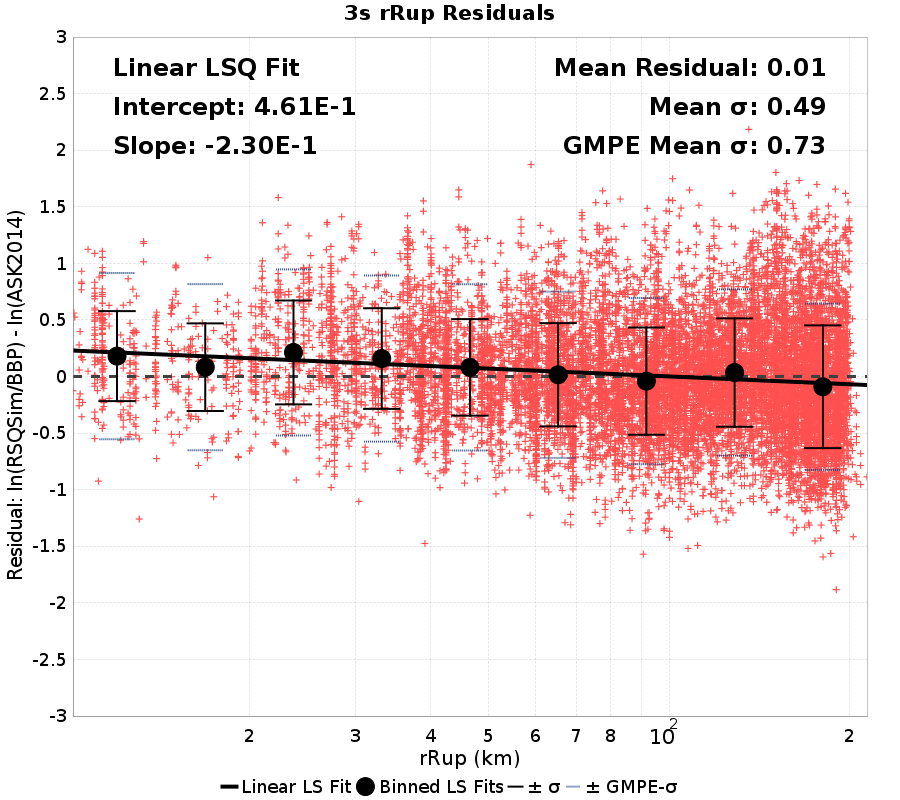 3s rRup Residuals
Linear LSQ Fit
Intercept: 4.61E-1
Slope: -2.30E-1
Mean Residual: 0.01
Mean σ: 0.49
GMPE Mean σ: 0.73
Residual: ln(RSQSim/BBP) - ln(ASK2014)
3
2.5
2
1.5
1
0.5
0
-0.5
-1
-1.5
-2
-2.5
-3
2 3 4 5 6 7 8 10² 2
rRup (km)
Linear LS Fit Binned LS Fits ± σ ± GMPE-σ